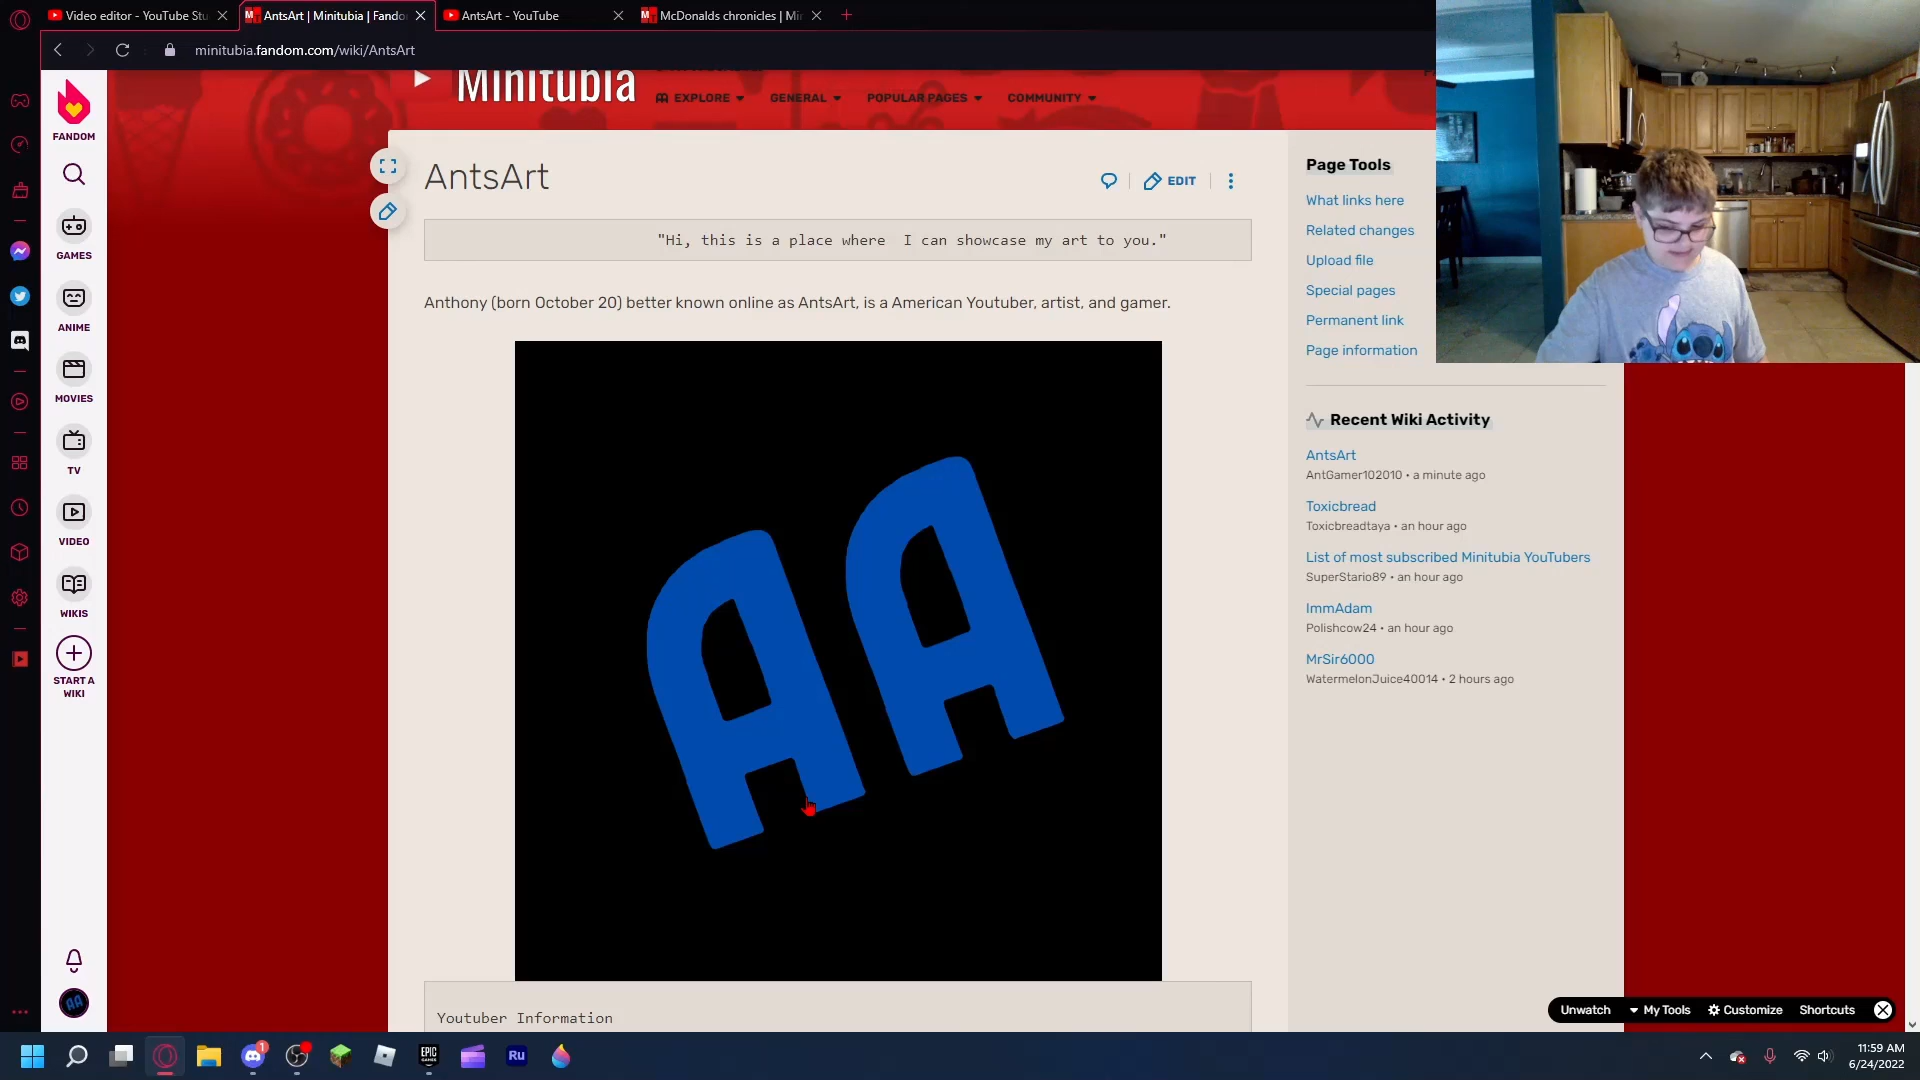 Video editor - YouTube Stu
AntsArt | Minitubia | Fando
AntsArt - YouTube
McDonalds chronicles | Mi
minitubia.fandom.com/wiki/AntsArt
Minitubia
EXPLORE
GENERAL
POPULAR PAGES
COMMUNITY
FANDOM
GAMES
ANIME
MOVIES
TV
VIDEO
WIKIS
START A
WIKI
AntsArt
EDIT
"Hi, this is a place where I can showcase my art to you."
Anthony (born October 20) better known online as AntsArt, is a American Youtuber, artist, and gamer.
AA
Youtuber Information
Page Tools
What links here
Related changes
Upload file
Special pages
Permanent link
Page information
Recent Wiki Activity
AntsArt
AntGamer102010 • a minute ago
Toxicbread
Toxicbreadtaya • an hour ago
List of most subscribed Minitubia YouTubers
SuperStario89 • an hour ago
ImmAdam
Polishcow24 • an hour ago
MrSir6000
WatermelonJuice40014 • 2 hours ago
AA
Unwatch
My Tools
Customize
Shortcuts
1
EPIC
GAMES
Ru
11:59 AM
6/24/2022